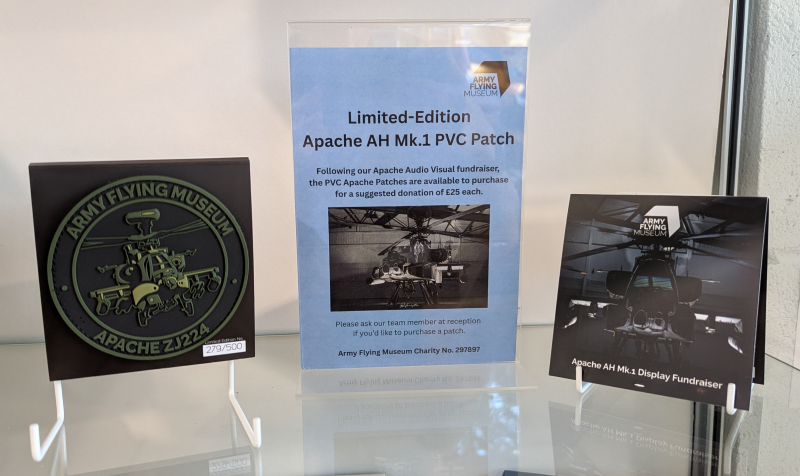 ARMY FLYING MUSEUM
APACHE ZJ224
Limited-Edition No.
279/500
ARMY
FLYING
MUSEUM
Limited-Edition
Apache AH Mk.1 PVC Patch
Following our Apache Audio Visual fundraiser,
the PVC Apache Patches are available to purchase
for a suggested donation of £25 each.
Please ask our team member at reception
if you'd like to purchase a patch.
Army Flying Museum Charity No. 297897
ARMY
FLYING
MUSEUM
Apache AH Mk.1 Display Fundraiser